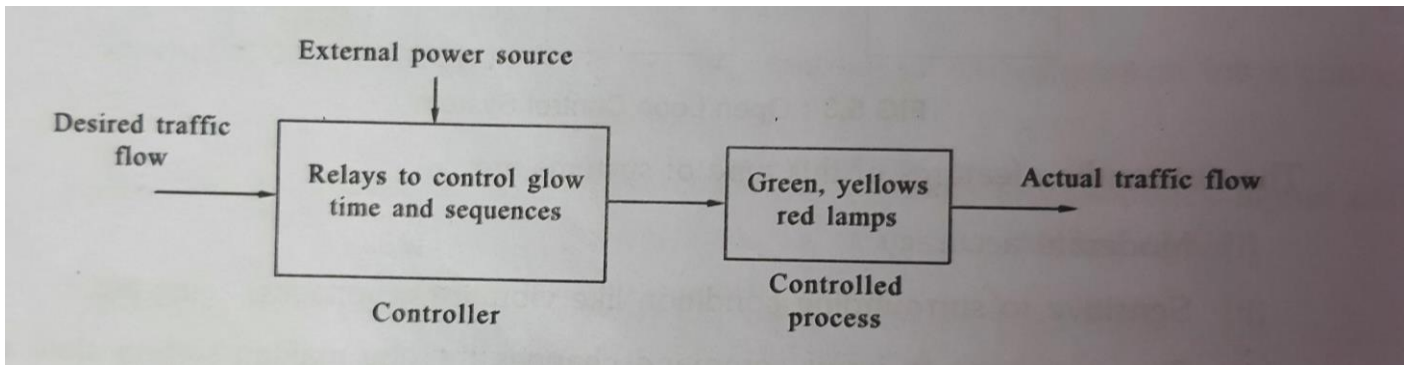 External power source
Desired traffic
flow
Relays to control glow
time and sequences
Green, yellows
red lamps
Actual traffic flow
Controller
Controlled
process